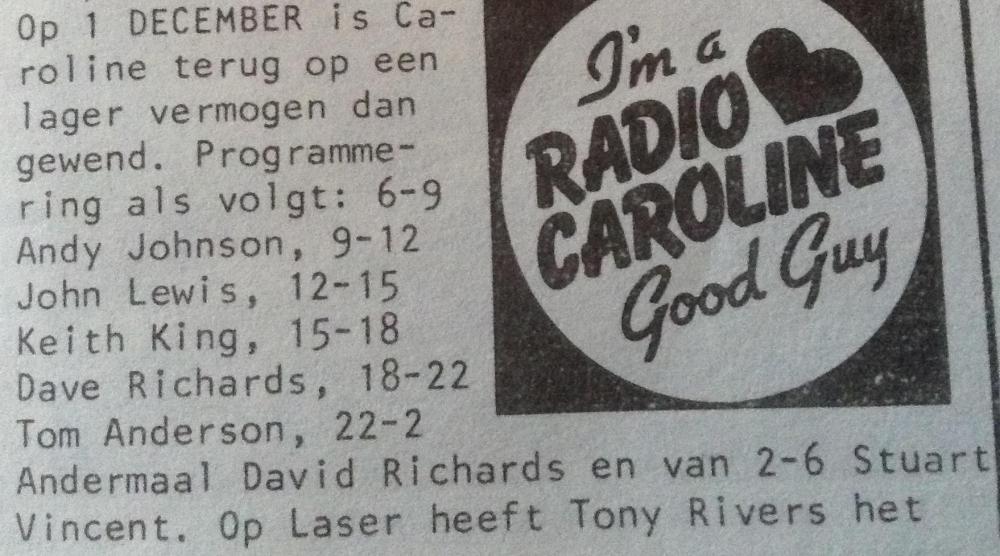 Op 1 DECEMBER is Ca-
roline terug op een
lager vermogen dan
gewend. Programme-
ring als volgt: 6-9
Andy Johnson, 9-12
John Lewis, 12-15
Keith King, 15-18
Dave Richards, 18-22
Tom Anderson, 22-2
Andermaal David Richards en van 2-6 Stuart
Vincent. Op Laser heeft Tony Rivers het
I'm a
RADIO
CAROLINE
Good Guy